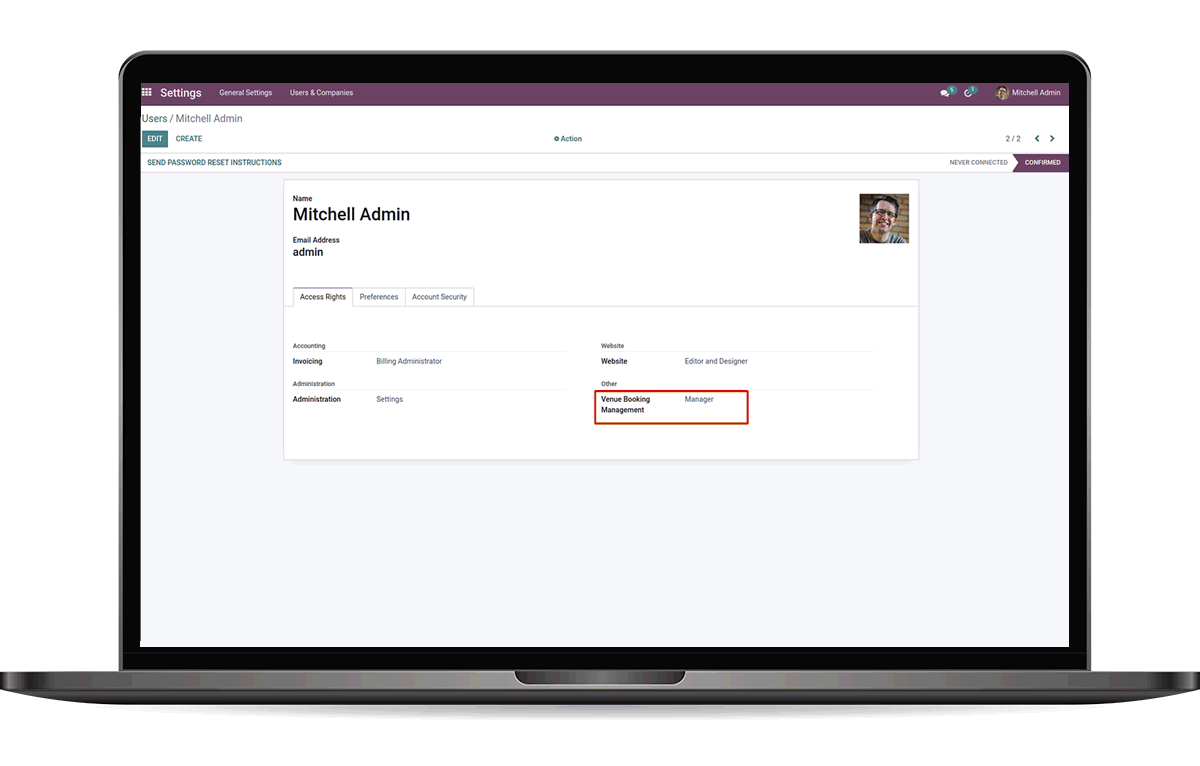 Settings General Settings Users & Companies 5 1 Mitchell Admin
Users / Mitchell Admin
EDIT CREATE Action 2 / 2
SEND PASSWORD RESET INSTRUCTIONS NEVER CONNECTED CONFIRMED
Name
Mitchell Admin
Email Address
admin
Access Rights Preferences Account Security
Accounting Website
Invoicing Billing Administrator Website Editor and Designer
Administration Other
Administration Settings Venue Booking Manager
Management